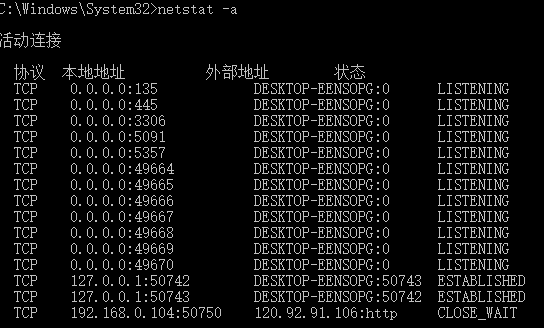 C:\Windows\System32>netstat -a
活动连接
协议 本地地址 外部地址 状态
TCP 0.0.0.0:135 DESKTOP-EENSOPG:0 LISTENING
TCP 0.0.0.0:445 DESKTOP-EENSOPG:0 LISTENING
TCP 0.0.0.0:3306 DESKTOP-EENSOPG:0 LISTENING
TCP 0.0.0.0:5091 DESKTOP-EENSOPG:0 LISTENING
TCP 0.0.0.0:5357 DESKTOP-EENSOPG:0 LISTENING
TCP 0.0.0.0:49664 DESKTOP-EENSOPG:0 LISTENING
TCP 0.0.0.0:49665 DESKTOP-EENSOPG:0 LISTENING
TCP 0.0.0.0:49666 DESKTOP-EENSOPG:0 LISTENING
TCP 0.0.0.0:49667 DESKTOP-EENSOPG:0 LISTENING
TCP 0.0.0.0:49668 DESKTOP-EENSOPG:0 LISTENING
TCP 0.0.0.0:49669 DESKTOP-EENSOPG:0 LISTENING
TCP 0.0.0.0:49670 DESKTOP-EENSOPG:0 LISTENING
TCP 127.0.0.1:50742 DESKTOP-EENSOPG:50743 ESTABLISHED
TCP 127.0.0.1:50743 DESKTOP-EENSOPG:50742 ESTABLISHED
TCP 192.168.0.104:50750 120.92.91.106:http CLOSE_WAIT